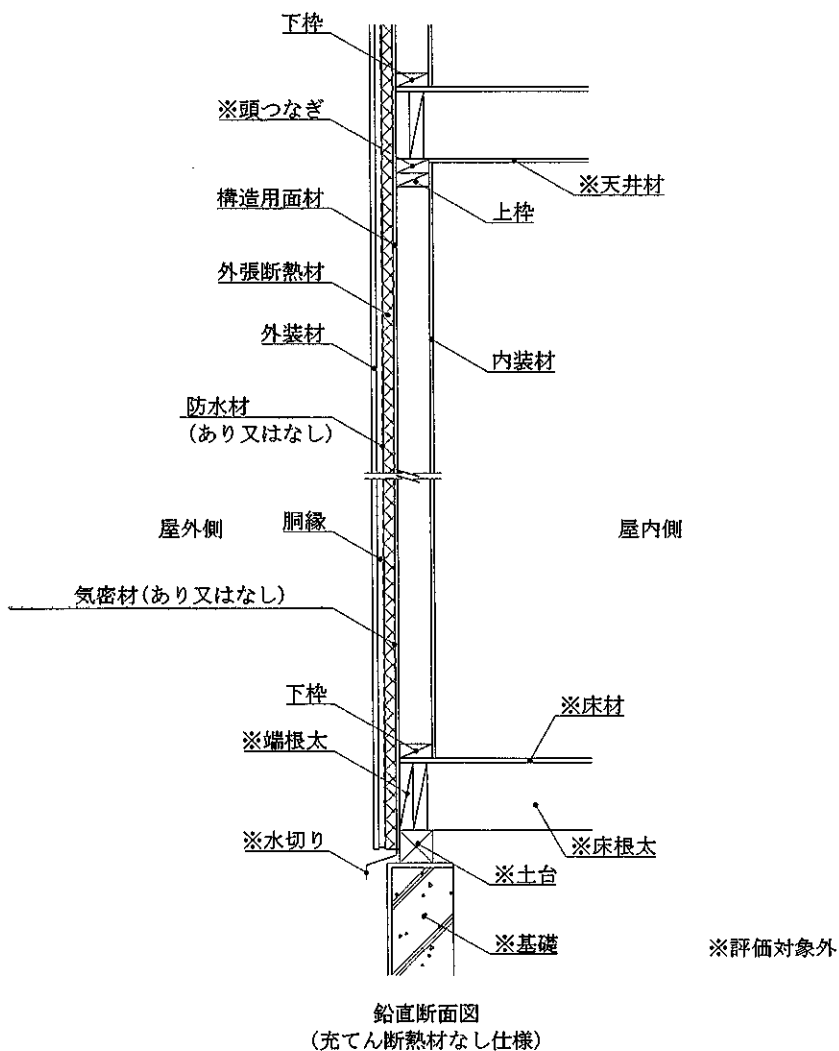 下枠
※頭つなぎ
※天井材
構造用面材
上枠
外張断熱材
外装材
内装材
防水材
(あり又はなし)
屋外側
胴縁
屋内側
気密材(あり又はなし)
下枠
※床材
※端根太
※水切り
※床根太
※土台
※基礎
※評価対象外
鉛直断面図
(充てん断熱材なし仕様)